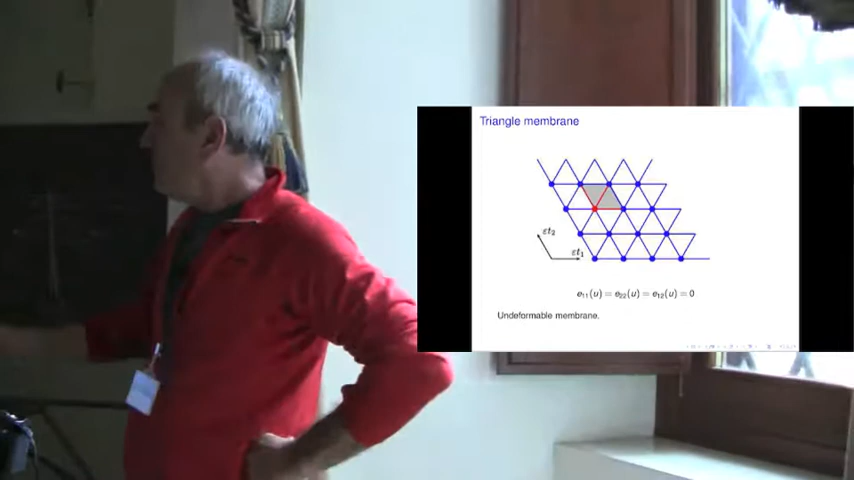 Triangle membrane
εt₂
εt₁
e₁₁(u) = e₂₂(u) = e₁₂(u) = 0
Undeformable membrane.